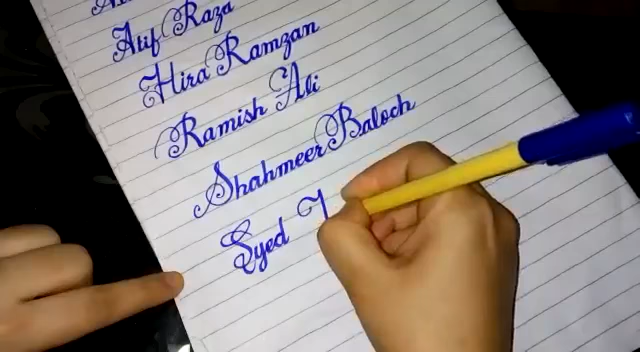 Atif Raza
Hira Ramzan
Ramish Ali
Shahmeer Baloch
Syed